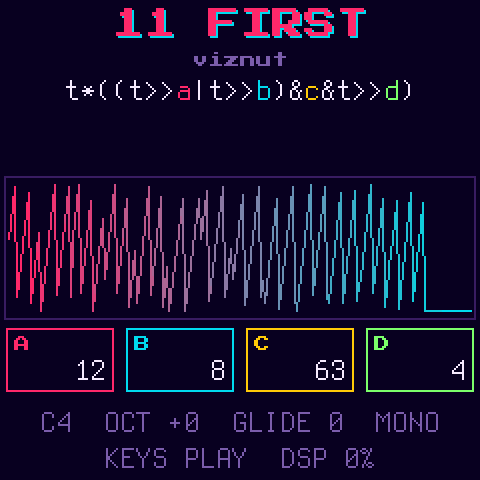 11 FIRST
viznut
t*((t>>a|t>>b)&c&t>>d)
A B C D
12 8 63 4
C4 OCT +0 GLIDE 0 MONO
KEYS PLAY DSP 0%